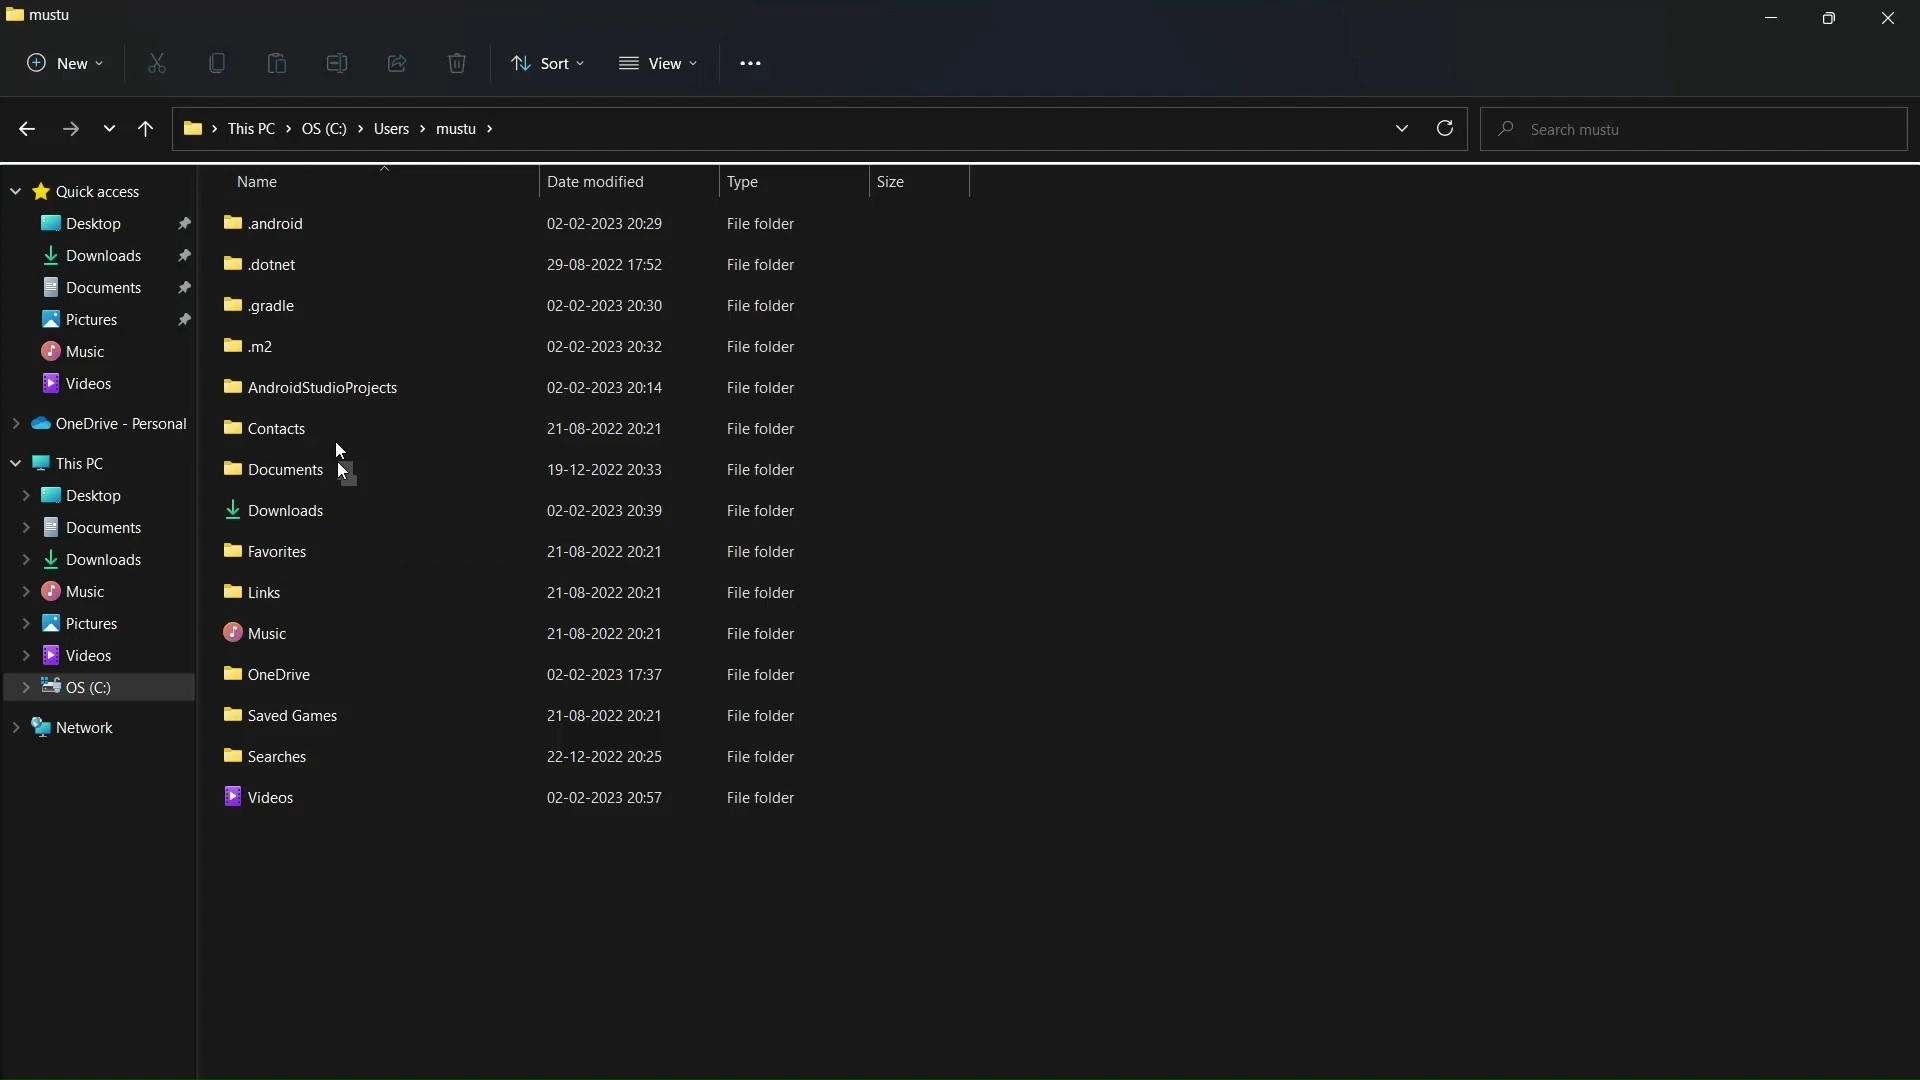 mustu
New
Sort
View
This PC > OS (C:) > Users > mustu >
Search mustu
Quick access
Desktop
Downloads
Documents
Pictures
Music
Videos
OneDrive - Personal
This PC
Desktop
Documents
Downloads
Music
Pictures
Videos
OS (C:)
Network
Name Date modified Type Size
.android 02-02-2023 20:29 File folder
.dotnet 29-08-2022 17:52 File folder
.gradle 02-02-2023 20:30 File folder
.m2 02-02-2023 20:32 File folder
AndroidStudioProjects 02-02-2023 20:14 File folder
Contacts 21-08-2022 20:21 File folder
Documents 19-12-2022 20:33 File folder
Downloads 02-02-2023 20:39 File folder
Favorites 21-08-2022 20:21 File folder
Links 21-08-2022 20:21 File folder
Music 21-08-2022 20:21 File folder
OneDrive 02-02-2023 17:37 File folder
Saved Games 21-08-2022 20:21 File folder
Searches 22-12-2022 20:25 File folder
Videos 02-02-2023 20:57 File folder